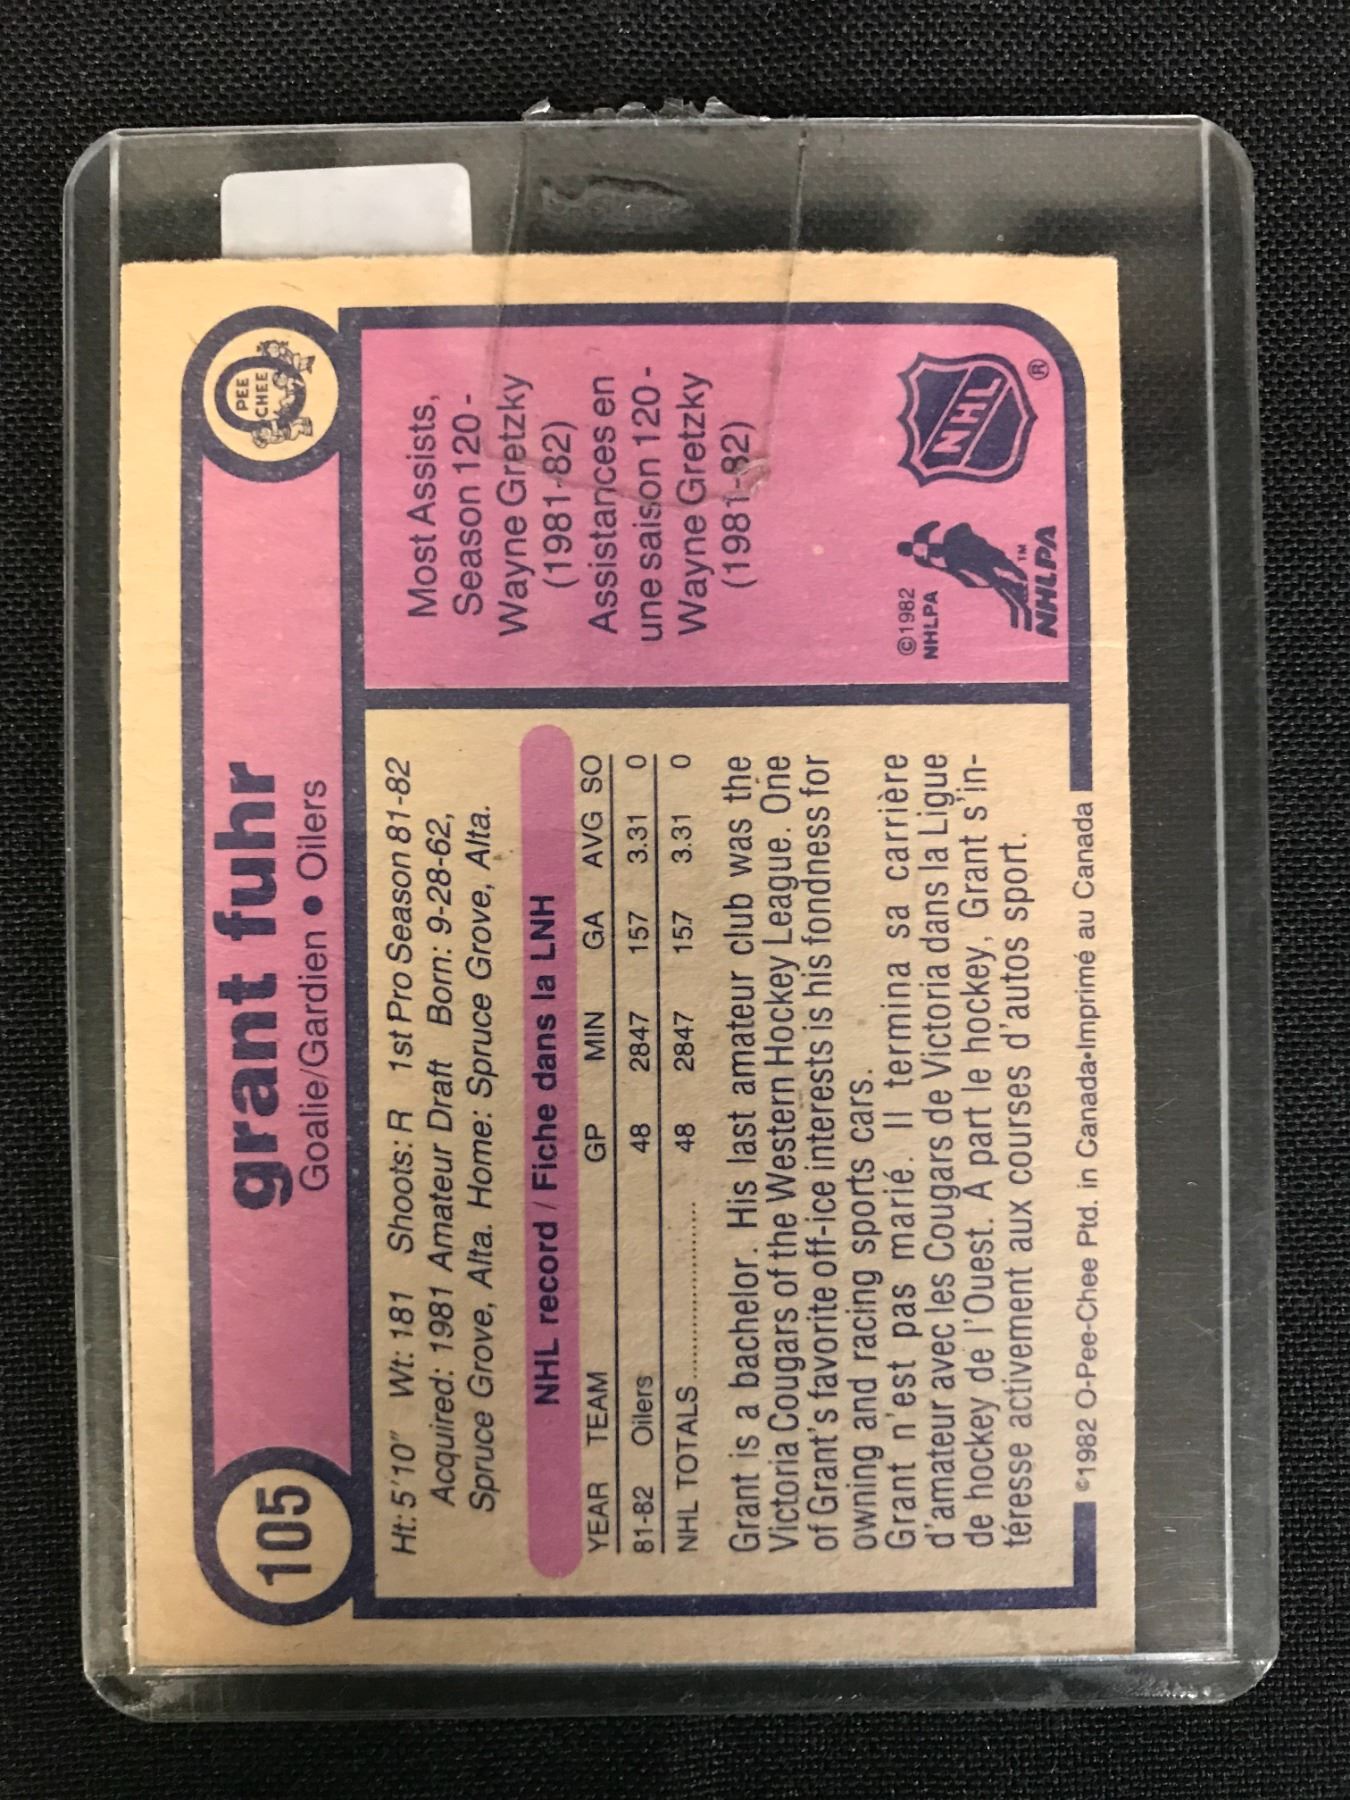 105
grant fuhr
Goalie/Gardien • Oilers
PEE
CHEE
Ht: 5'10" Wt: 181 Shoots: R 1st Pro Season 81-82
Acquired: 1981 Amateur Draft Born: 9-28-62,
Spruce Grove, Alta. Home: Spruce Grove, Alta.
NHL record / Fiche dans la LNH
YEAR TEAM GP MIN GA AVG SO
81-82 Oilers 48 2847 157 3.31 0
NHL TOTALS.................... 48 2847 157 3.31 0
Grant is a bachelor. His last amateur club was the
Victoria Cougars of the Western Hockey League. One
of Grant's favorite off-ice interests is his fondness for
owning and racing sports cars.
Grant n'est pas marié. Il termina sa carrière
d'amateur avec les Cougars de Victoria dans la Ligue
de hockey de l'Ouest. A part le hockey, Grant s'in-
téresse activement aux courses d'autos sport.
©1982 O-Pee-Chee Ptd. in Canada•Imprimé au Canada
Most Assists,
Season 120 -
Wayne Gretzky
(1981-82)
Assistances en
une saison 120 -
Wayne Gretzky
(1981-82)
©1982
NHLPA
TM
NHLPA
NHL
®